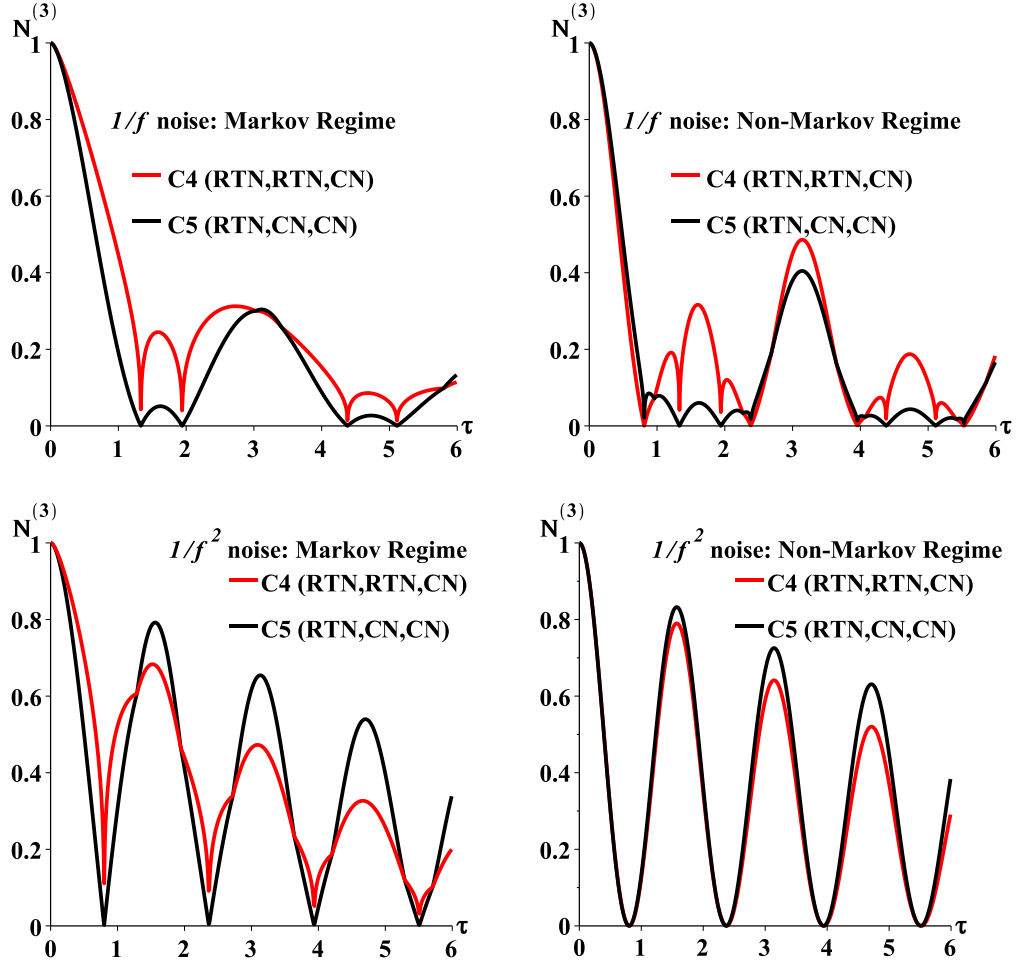 N (3)
1
0.8
0.6
0.4
0.2
0
0 1 2 3 4 5 6 τ
1/f noise: Markov Regime
C4 (RTN,RTN,CN)
C5 (RTN,CN,CN)
N (3)
1
0.8
0.6
0.4
0.2
0
0 1 2 3 4 5 6 τ
1/f noise: Non-Markov Regime
C4 (RTN,RTN,CN)
C5 (RTN,CN,CN)
N (3)
1
0.8
0.6
0.4
0.2
0
0 1 2 3 4 5 6 τ
1/f² noise: Markov Regime
C4 (RTN,RTN,CN)
C5 (RTN,CN,CN)
N (3)
1
0.8
0.6
0.4
0.2
0
0 1 2 3 4 5 6 τ
1/f² noise: Non-Markov Regime
C4 (RTN,RTN,CN)
C5 (RTN,CN,CN)